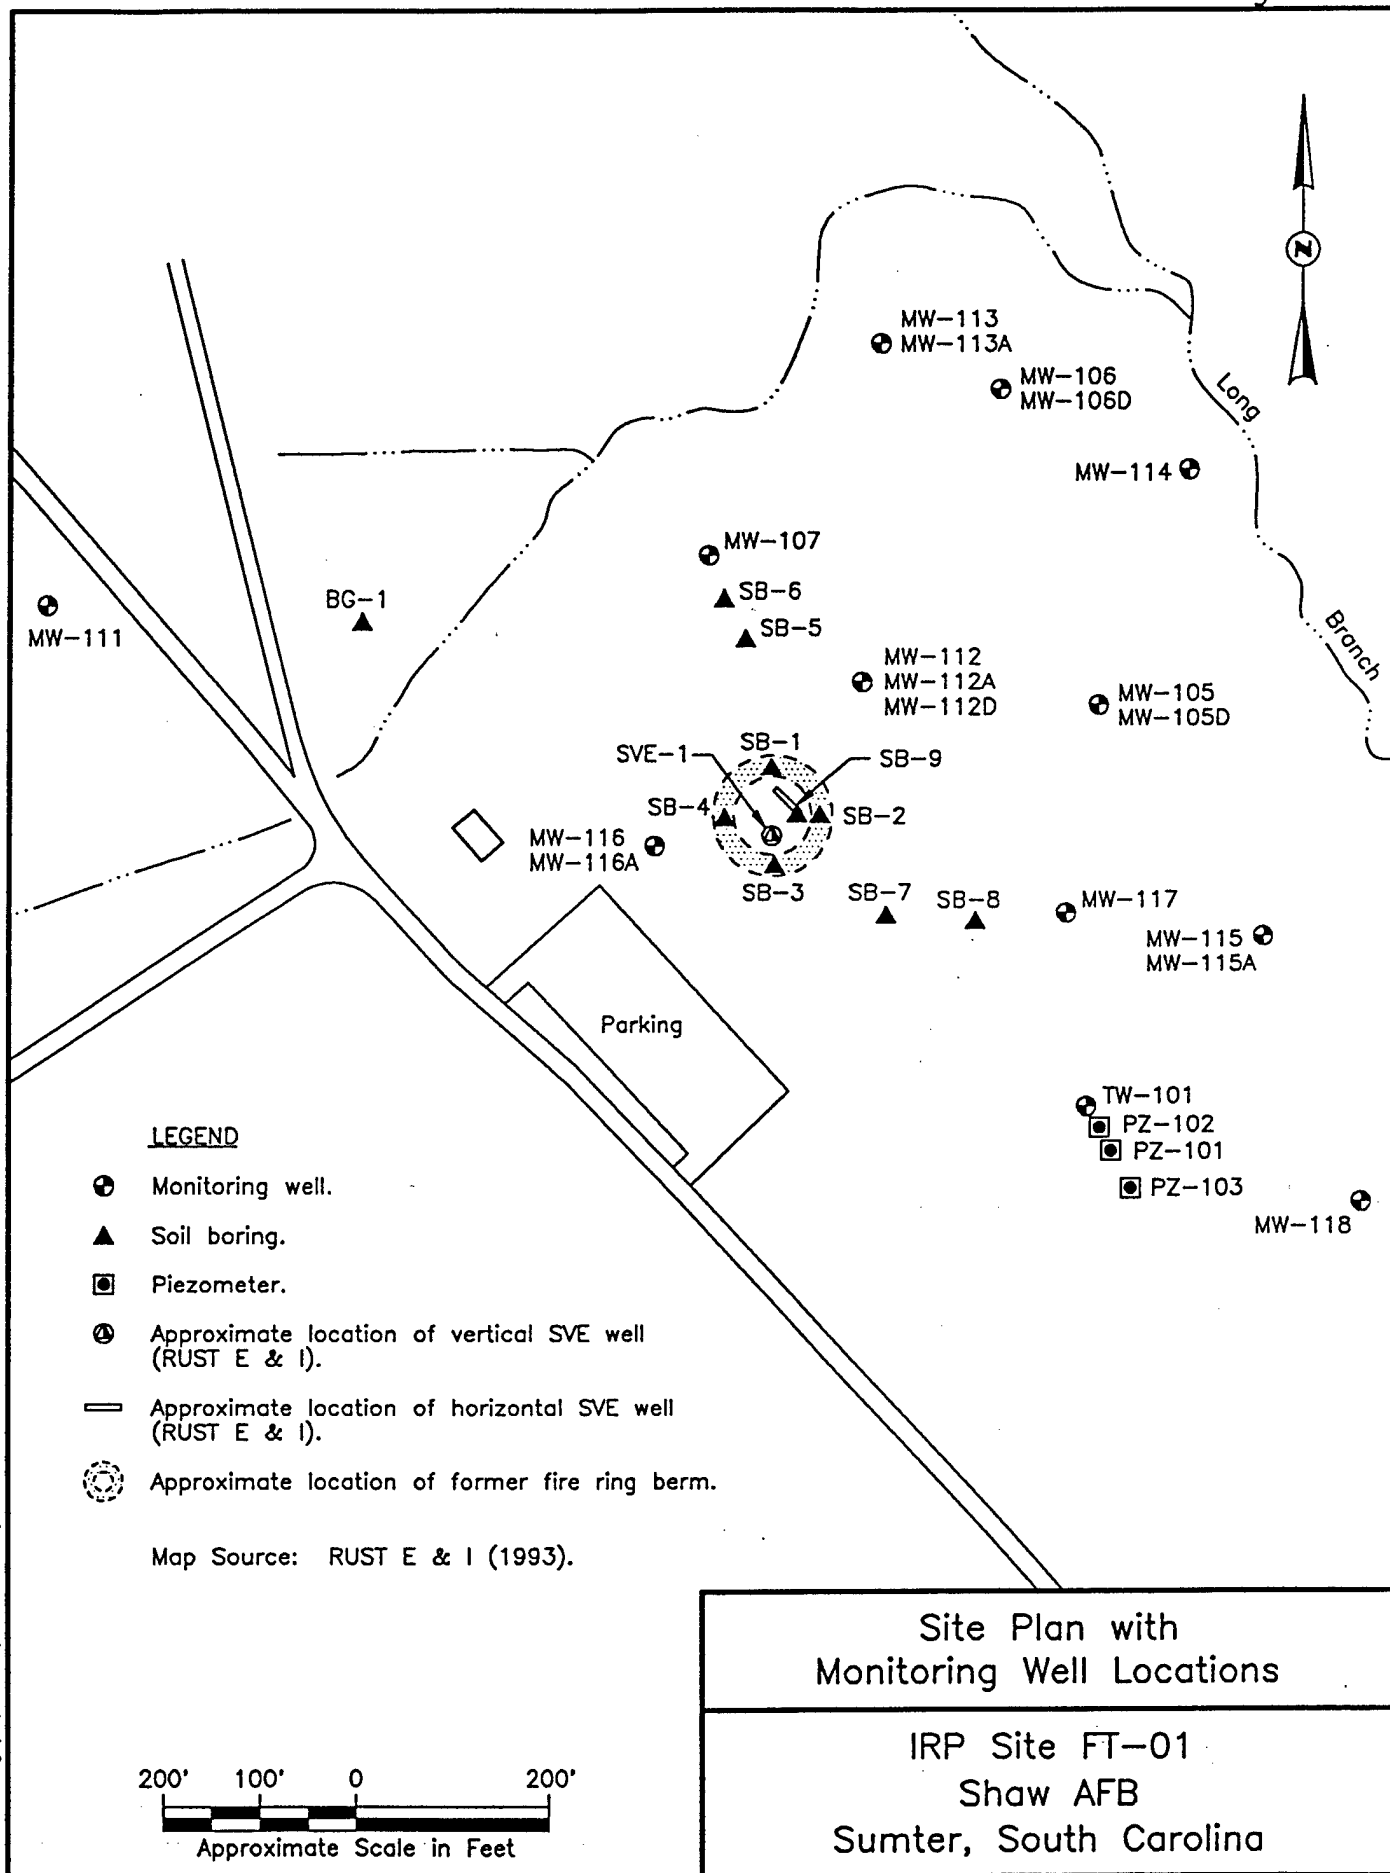 MW-113
MW-113A
MW-106
MW-106D
Long
MW-114
MW-107
SB-6
BG-1
SB-5
MW-111
Branch
MW-112
MW-112A
MW-112D
MW-105
MW-105D
SB-1
SVE-1
SB-9
SB-4
SB-2
MW-116
MW-116A
SB-3
SB-7
SB-8
MW-117
MW-115
MW-115A
Parking
TW-101
PZ-102
PZ-101
PZ-103
MW-118
N
LEGEND
Monitoring well.
Soil boring.
Piezometer.
Approximate location of vertical SVE well
(RUST E & I).
Approximate location of horizontal SVE well
(RUST E & I).
Approximate location of former fire ring berm.
Map Source: RUST E & I (1993).
Site Plan with
Monitoring Well Locations
IRP Site FT-01
Shaw AFB
Sumter, South Carolina
200' 100' 0 200'
Approximate Scale in Feet